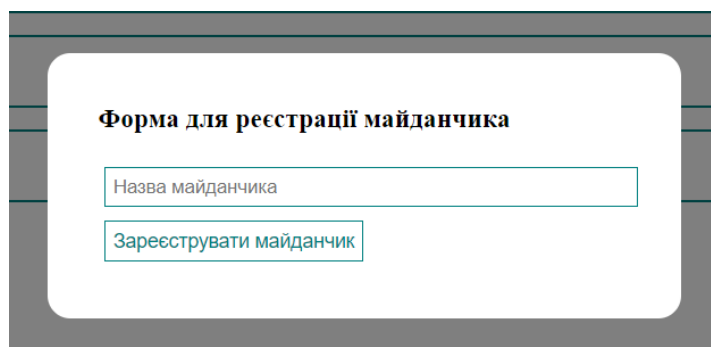 Форма для реєстрації майданчика
Назва майданчика
Зареєструвати майданчик